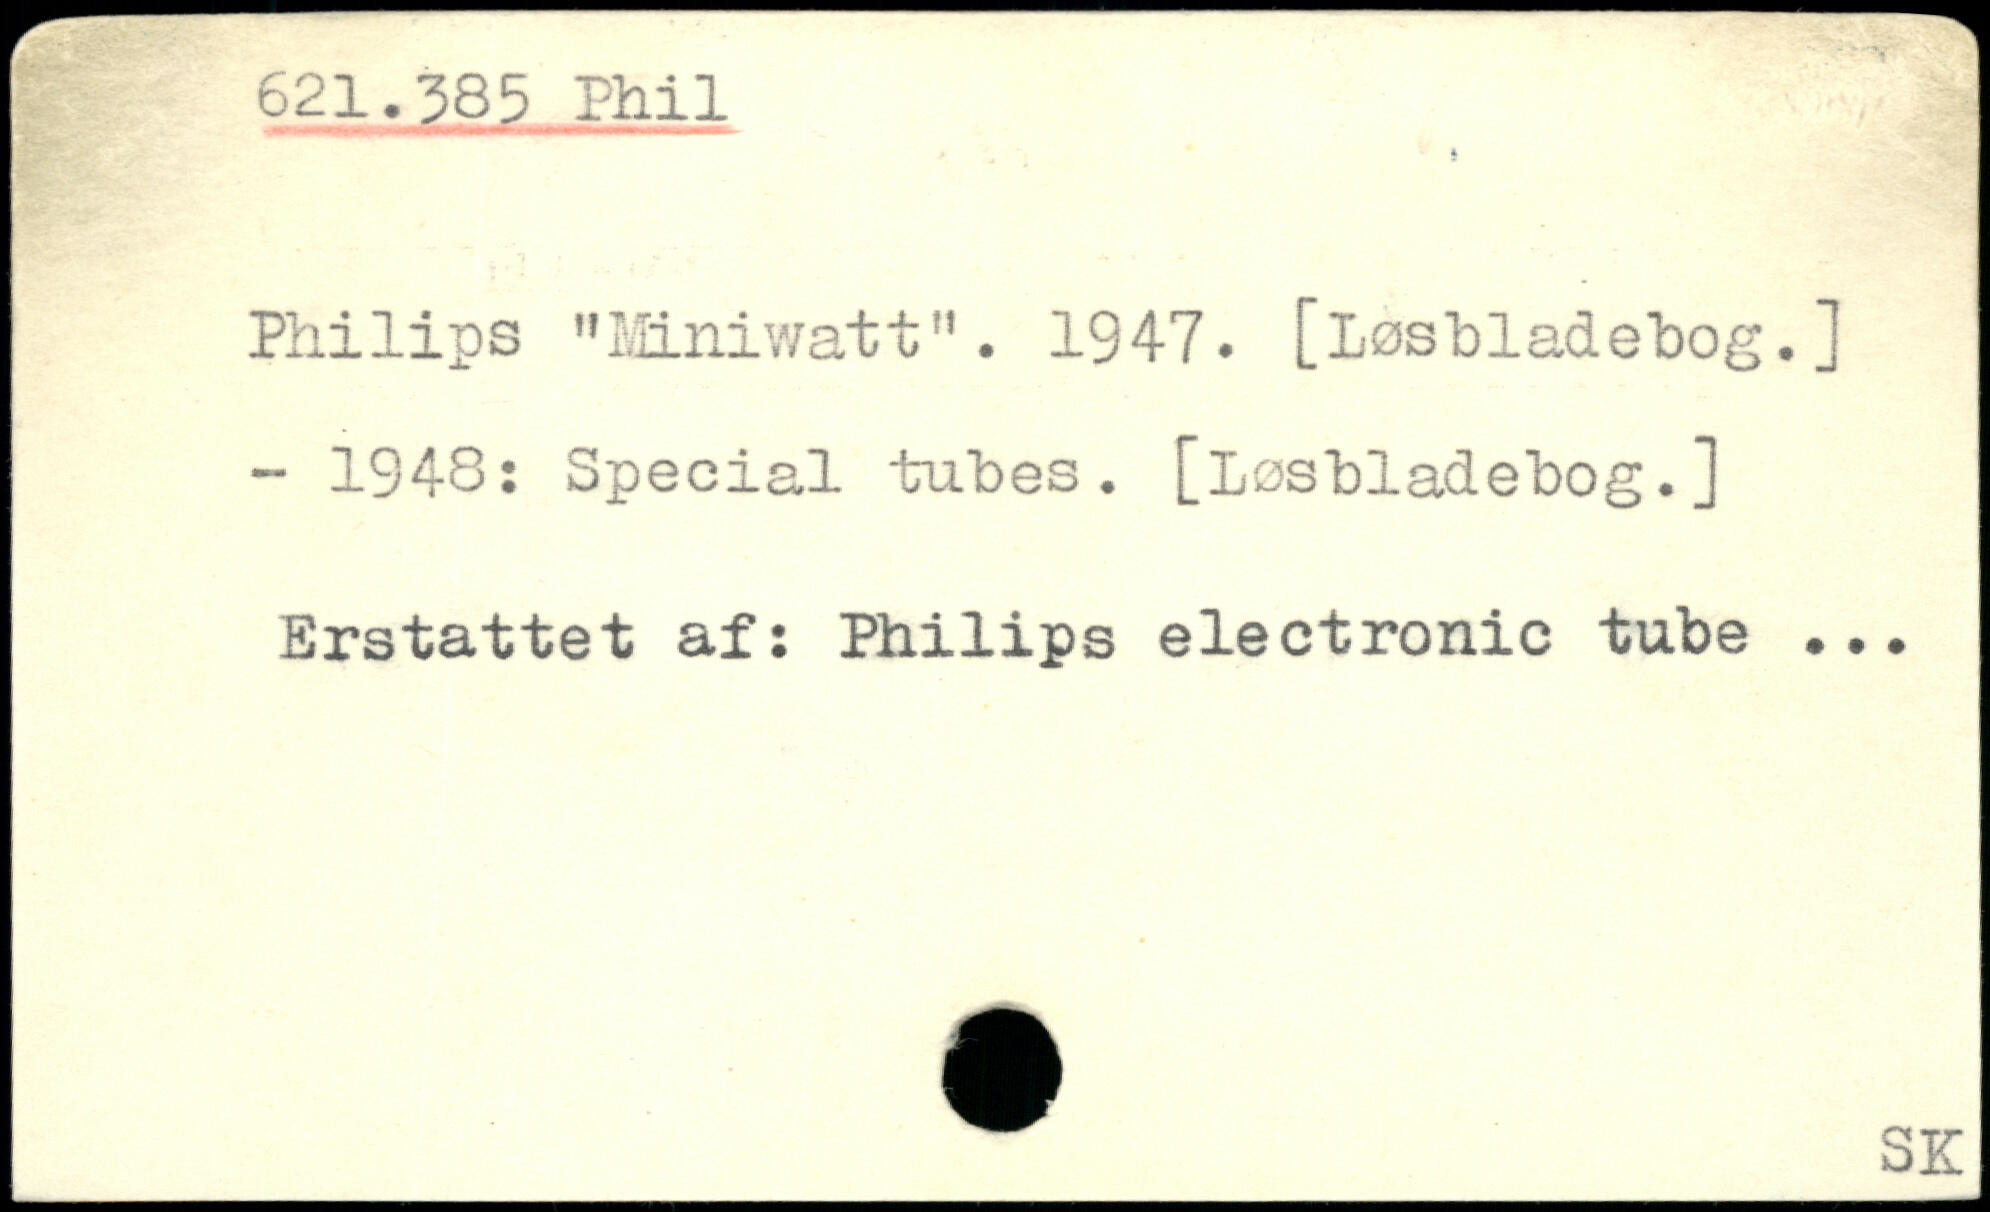 621.385 Phil
Philips "Miniwatt". 1947. [Løsbladebog.]
- 1948: Special tubes. [Løsbladebog.]
Erstattet af: Philips electronic tube ...
SK